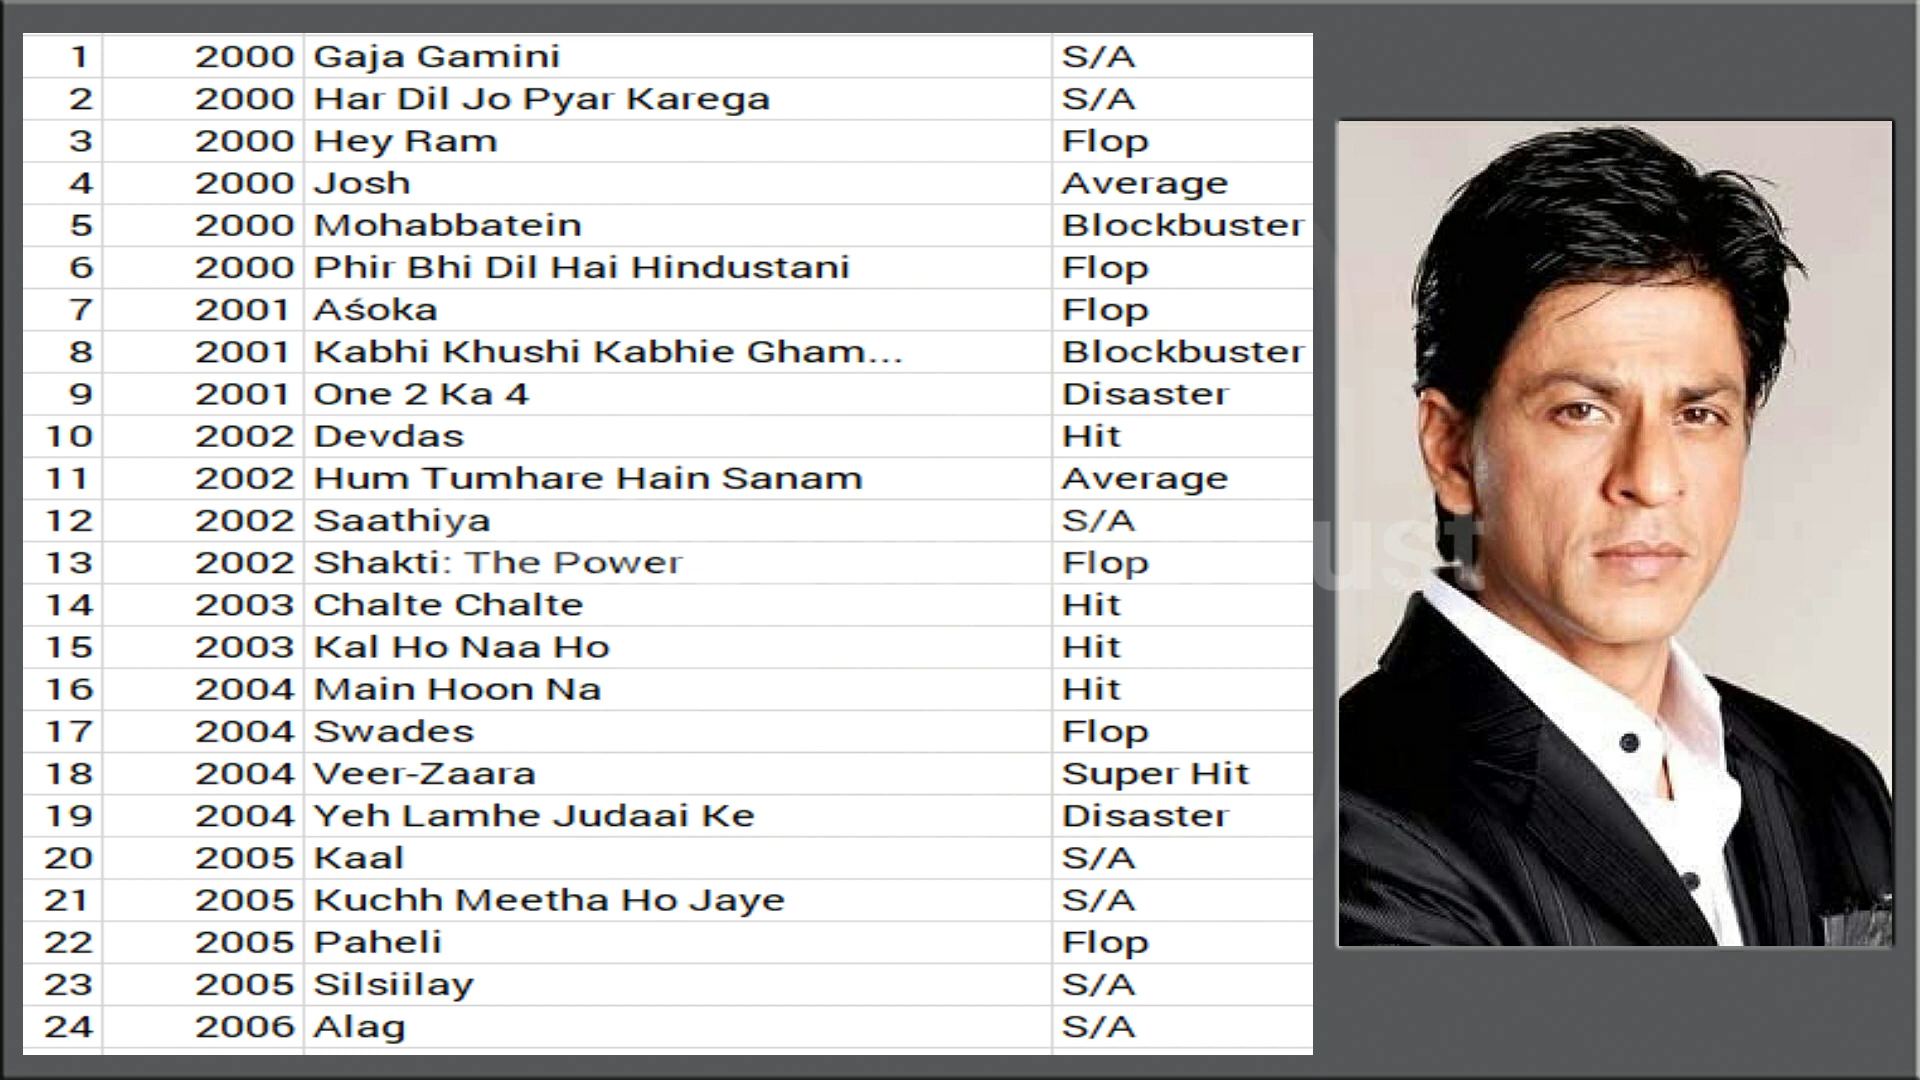 1 2000 Gaja Gamini S/A
2 2000 Har Dil Jo Pyar Karega S/A
3 2000 Hey Ram Flop
4 2000 Josh Average
5 2000 Mohabbatein Blockbuster
6 2000 Phir Bhi Dil Hai Hindustani Flop
7 2001 Aśoka Flop
8 2001 Kabhi Khushi Kabhie Gham... Blockbuster
9 2001 One 2 Ka 4 Disaster
10 2002 Devdas Hit
11 2002 Hum Tumhare Hain Sanam Average
12 2002 Saathiya S/A
13 2002 Shakti: The Power Flop
14 2003 Chalte Chalte Hit
15 2003 Kal Ho Naa Ho Hit
16 2004 Main Hoon Na Hit
17 2004 Swades Flop
18 2004 Veer-Zaara Super Hit
19 2004 Yeh Lamhe Judaai Ke Disaster
20 2005 Kaal S/A
21 2005 Kuchh Meetha Ho Jaye S/A
22 2005 Paheli Flop
23 2005 Silsiilay S/A
24 2006 Alag S/A